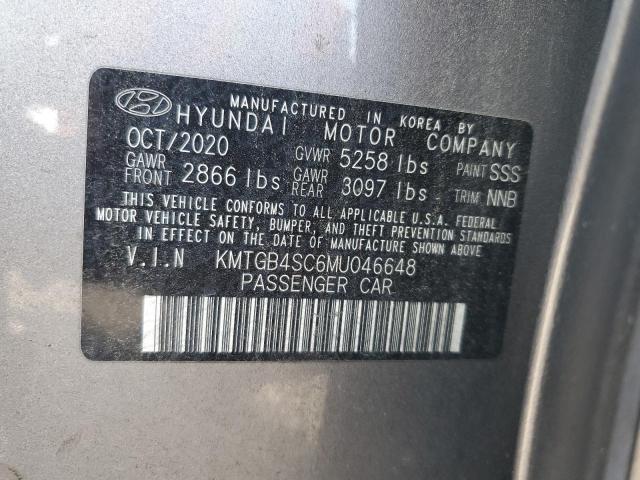 MANUFACTURED IN KOREA BY
HYUNDAI MOTOR COMPANY
OCT/2020 GVWR 5258 lbs PAINT SSS
GAWR FRONT 2866 lbs GAWR REAR 3097 lbs TRIM NNB
THIS VEHICLE CONFORMS TO ALL APPLICABLE U.S.A. FEDERAL
MOTOR VEHICLE SAFETY, BUMPER, AND THEFT PREVENTION STANDARDS
IN EFFECT ON THE DATE OF MANUFACTURE SHOWN ABOVE
V.I.N KMTGB4SC6MU046648
PASSENGER CAR